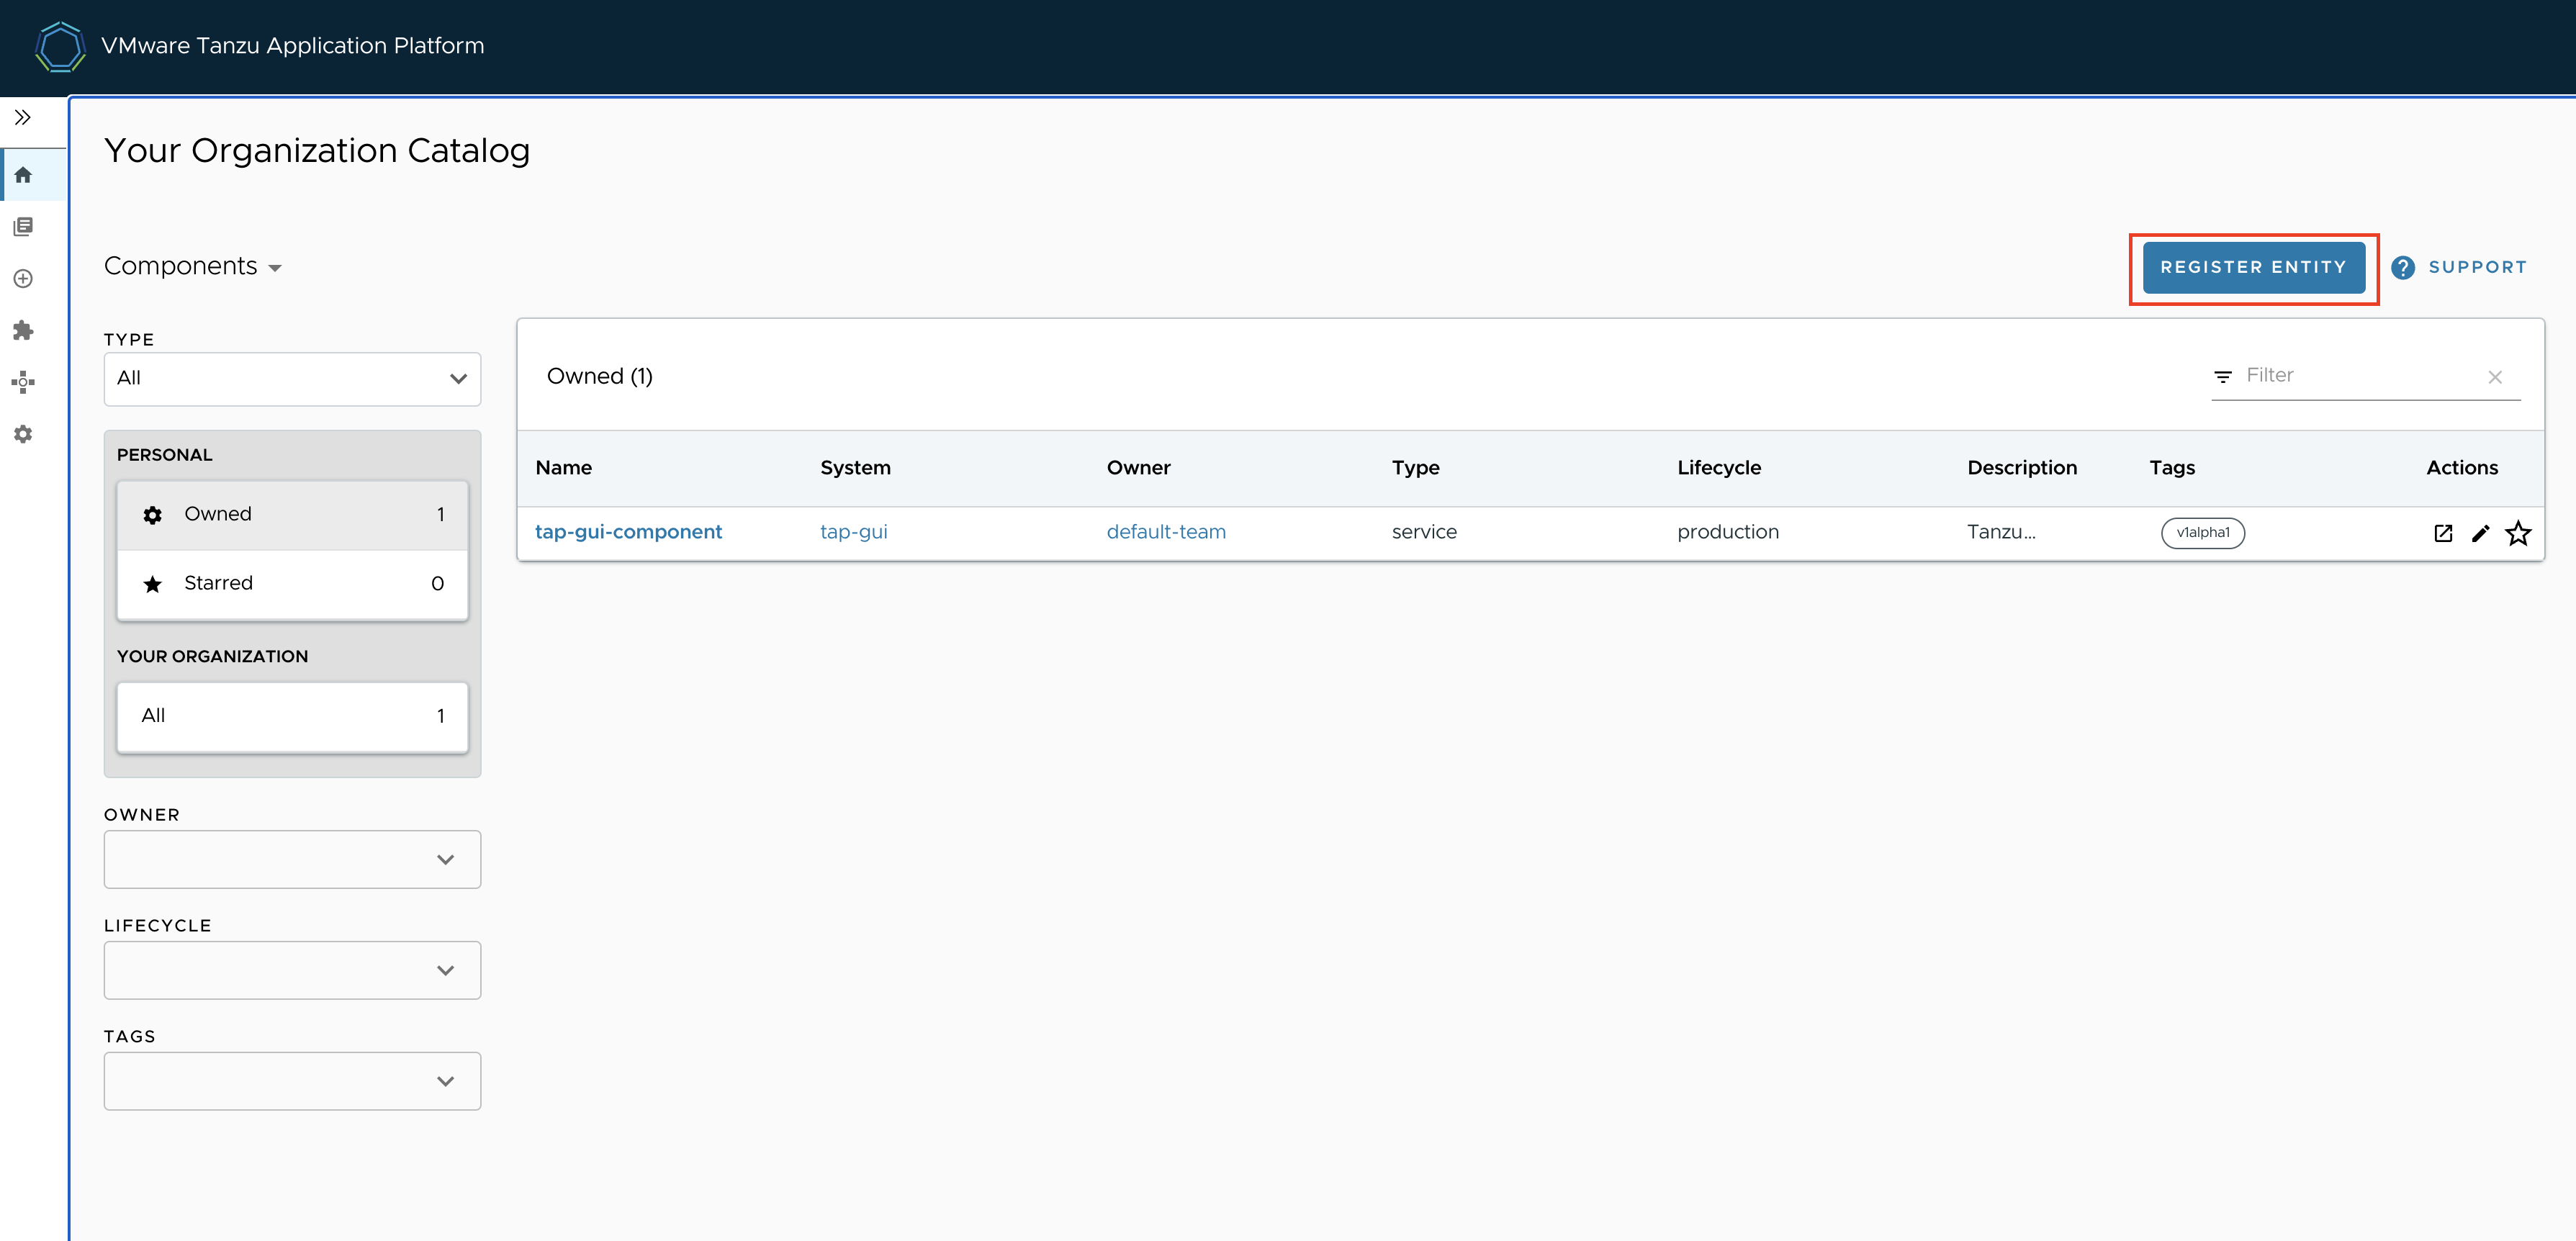 VMware Tanzu Application Platform
Your Organization Catalog
Components
REGISTER ENTITY
? SUPPORT
TYPE
All
PERSONAL
Owned 1
Starred 0
YOUR ORGANIZATION
All 1
OWNER
LIFECYCLE
TAGS
Owned (1)
Filter
Name System Owner Type Lifecycle Description Tags Actions
tap-gui-component tap-gui default-team service production Tanzu... v1alpha1